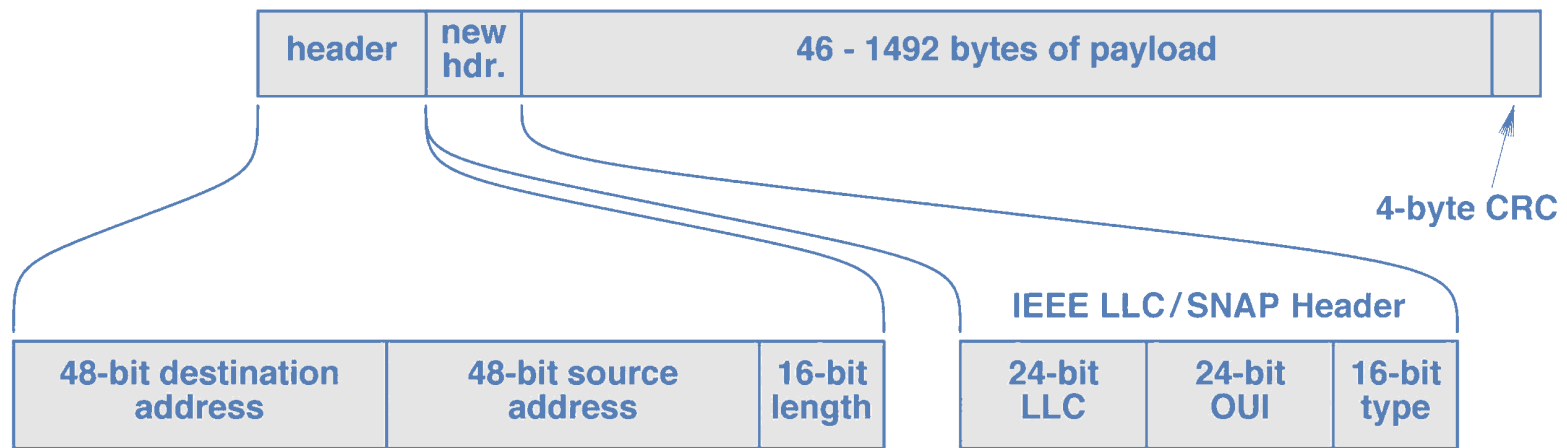 header
new
hdr.
46 - 1492 bytes of payload
4-byte CRC
IEEE LLC/SNAP Header
48-bit destination
address
48-bit source
address
16-bit
length
24-bit
LLC
24-bit
OUI
16-bit
type